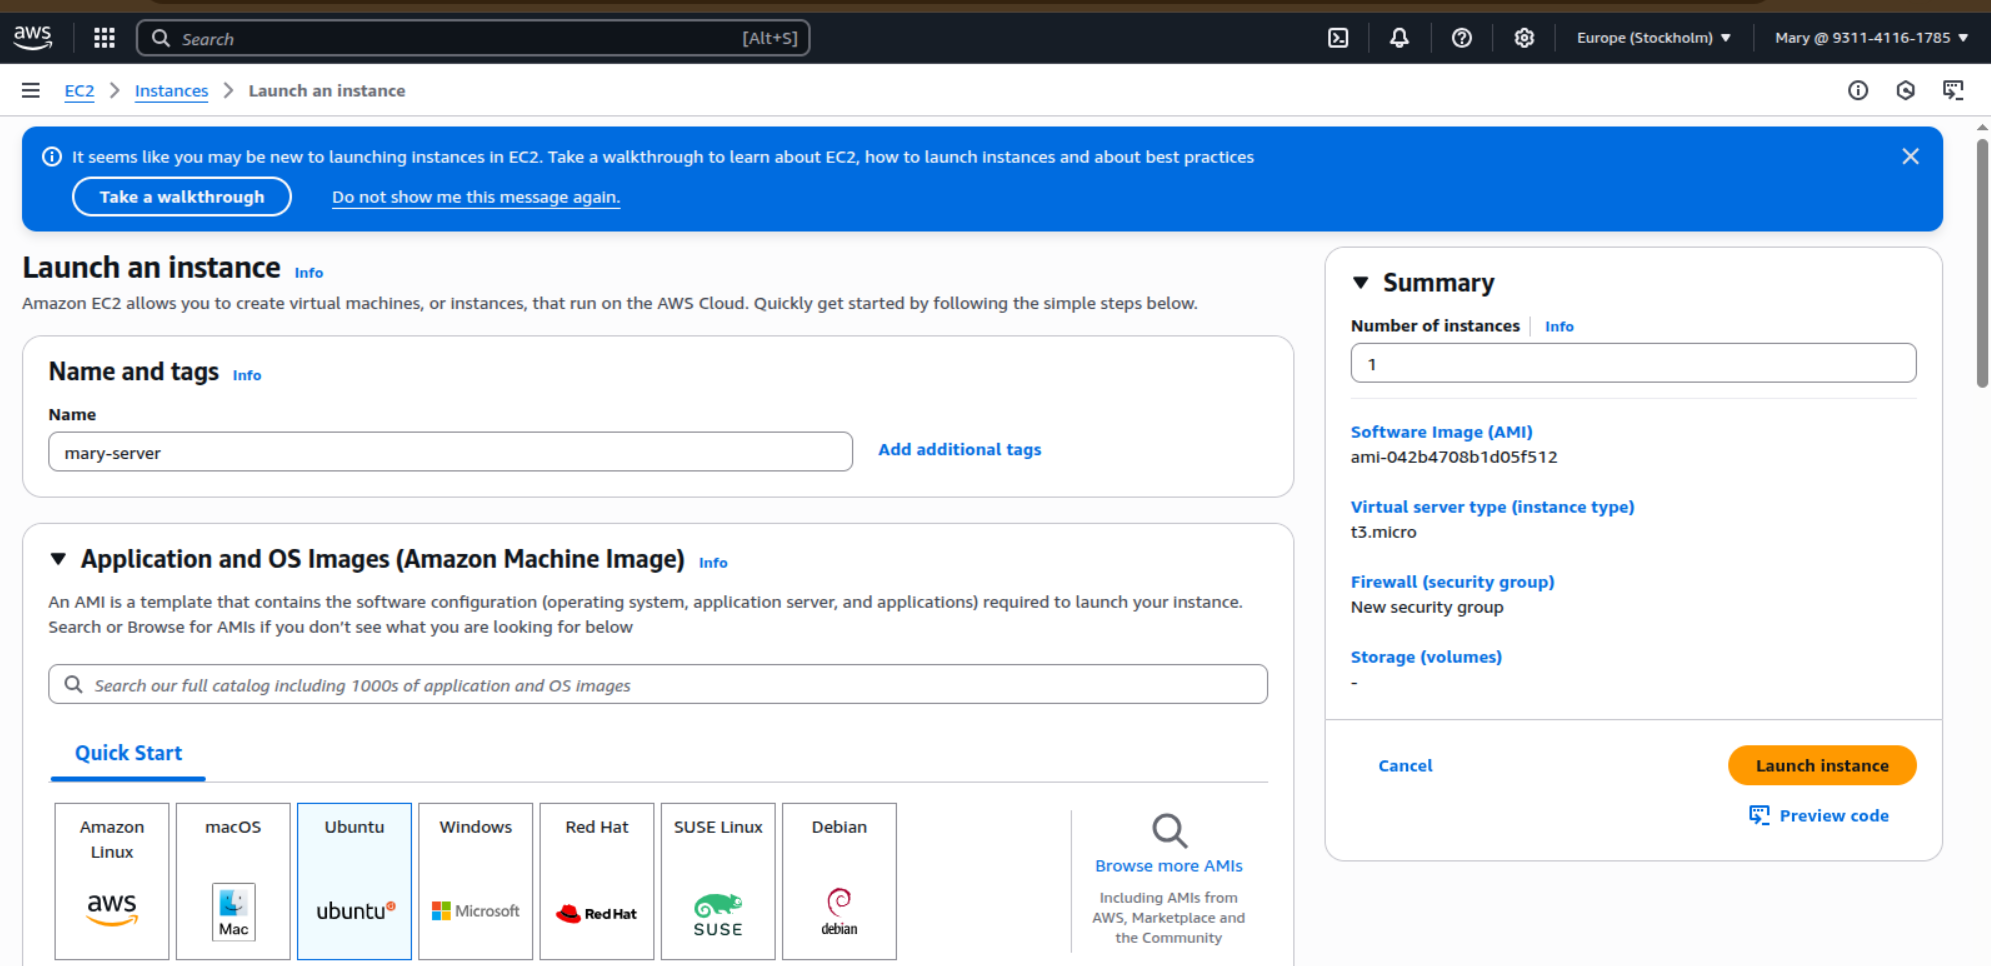 aws
Search
[Alt+S]
Europe (Stockholm)
Mary @ 9311-4116-1785
EC2
Instances
Launch an instance
It seems like you may be new to launching instances in EC2. Take a walkthrough to learn about EC2, how to launch instances and about best practices
Take a walkthrough
Do not show me this message again.
Launch an instance Info
Amazon EC2 allows you to create virtual machines, or instances, that run on the AWS Cloud. Quickly get started by following the simple steps below.
Name and tags Info
Name
mary-server
Add additional tags
Application and OS Images (Amazon Machine Image) Info
An AMI is a template that contains the software configuration (operating system, application server, and applications) required to launch your instance.
Search or Browse for AMIs if you don't see what you are looking for below
Search our full catalog including 1000s of application and OS images
Quick Start
Amazon
Linux
aws
macOS
Mac
Ubuntu
ubuntu
Windows
Microsoft
Red Hat
Red Hat
SUSE Linux
SUSE
Debian
debian
Browse more AMIs
Including AMIs from
AWS, Marketplace and
the Community
Summary
Number of instances Info
1
Software Image (AMI)
ami-042b4708b1d05f512
Virtual server type (instance type)
t3.micro
Firewall (security group)
New security group
Storage (volumes)
-
Cancel
Launch instance
Preview code